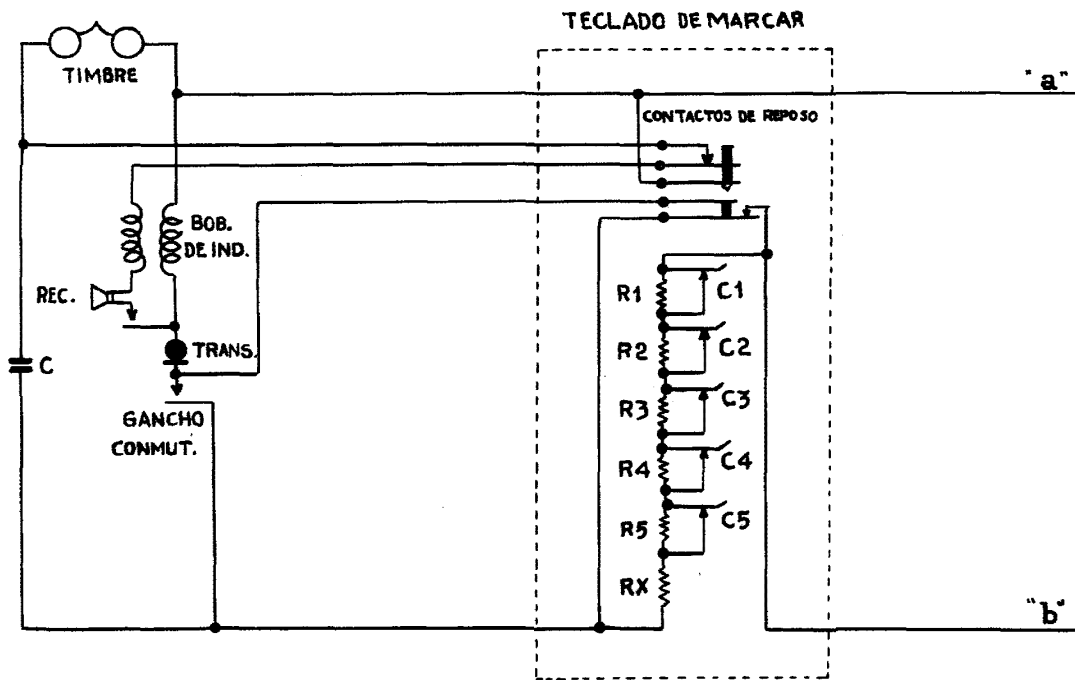 TECLADO DE MARCAR
TIMBRE
"a"
CONTACTOS DE REPOSO
BOB.
DE IND.
REC.
TRANS.
C
GANCHO
CONMUT.
R1
C1
R2
C2
R3
C3
R4
C4
R5
C5
RX
"b"